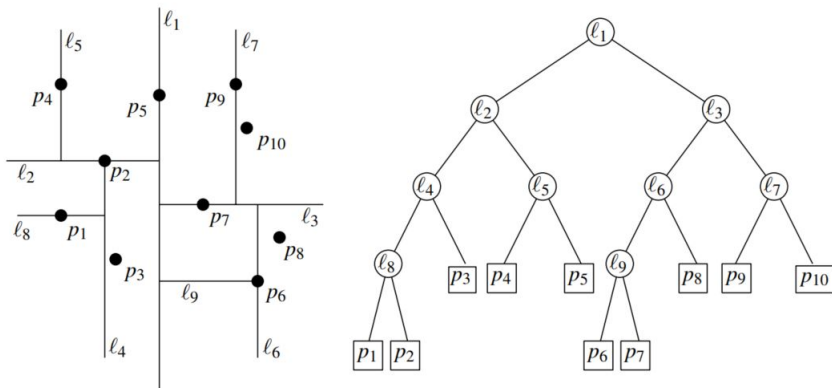 ℓ₁
ℓ₅
ℓ₇
p₄
p₅
p₉
p₁₀
ℓ₂
p₂
p₇
ℓ₃
ℓ₈
p₁
p₃
p₈
ℓ₉
p₆
ℓ₄
ℓ₆
ℓ₁
ℓ₂ ℓ₃
ℓ₄ ℓ₅ ℓ₆ ℓ₇
ℓ₈ p₃ p₄ p₅ ℓ₉ p₈ p₉ p₁₀
p₁ p₂ p₆ p₇